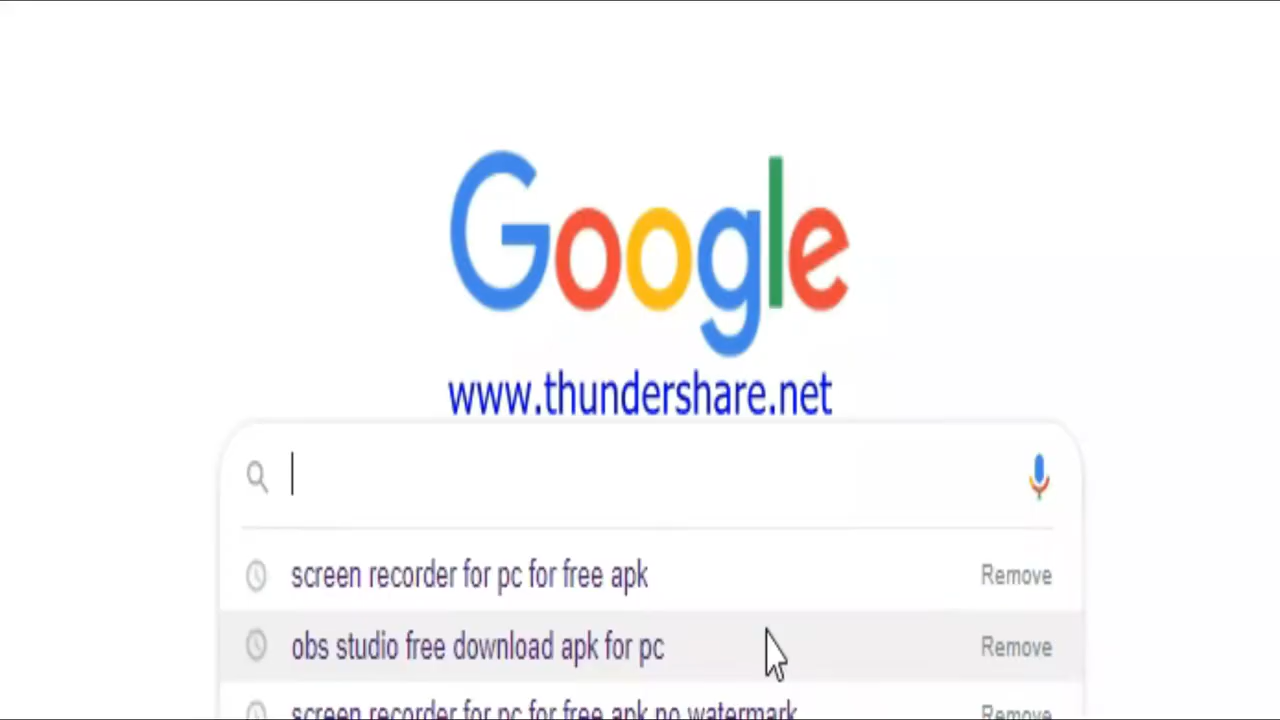 Google
www.thundershare.net
screen recorder for pc for free apk
Remove
obs studio free download apk for pc
Remove
screen recorder for pc for free apk no watermark
Remove